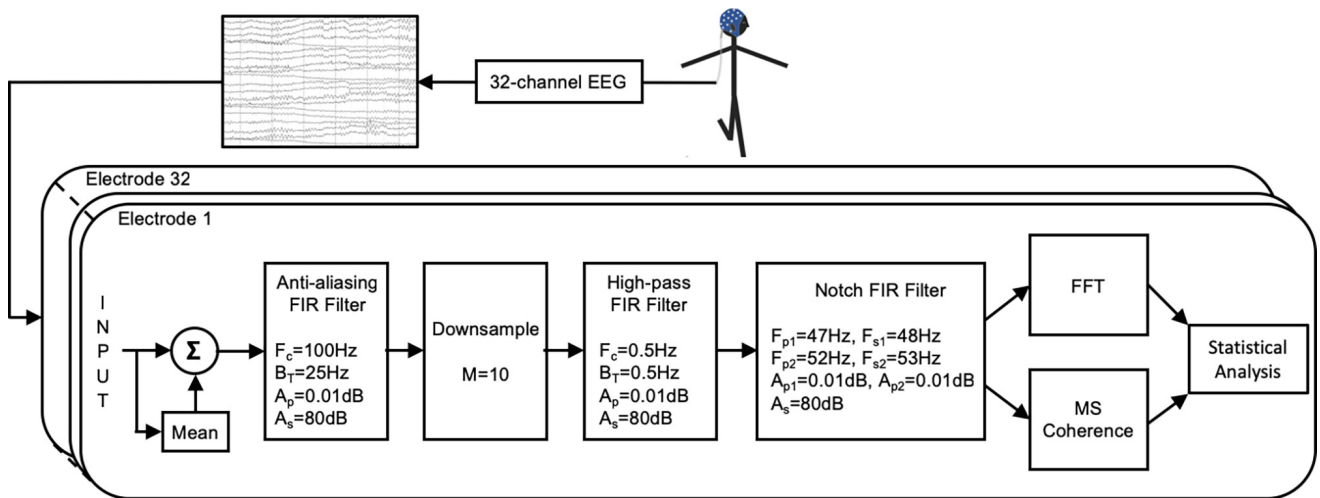 32-channel EEG
Electrode 32
Electrode 1
INPUT
Σ
Mean
Anti-aliasing
FIR Filter
F_c=100Hz
B_T=25Hz
A_p=0.01dB
A_s=80dB
Downsample
M=10
High-pass
FIR Filter
F_c=0.5Hz
B_T=0.5Hz
A_p=0.01dB
A_s=80dB
Notch FIR Filter
F_p1=47Hz, F_s1=48Hz
F_p2=52Hz, F_s2=53Hz
A_p1=0.01dB, A_p2=0.01dB
A_s=80dB
FFT
MS
Coherence
Statistical
Analysis